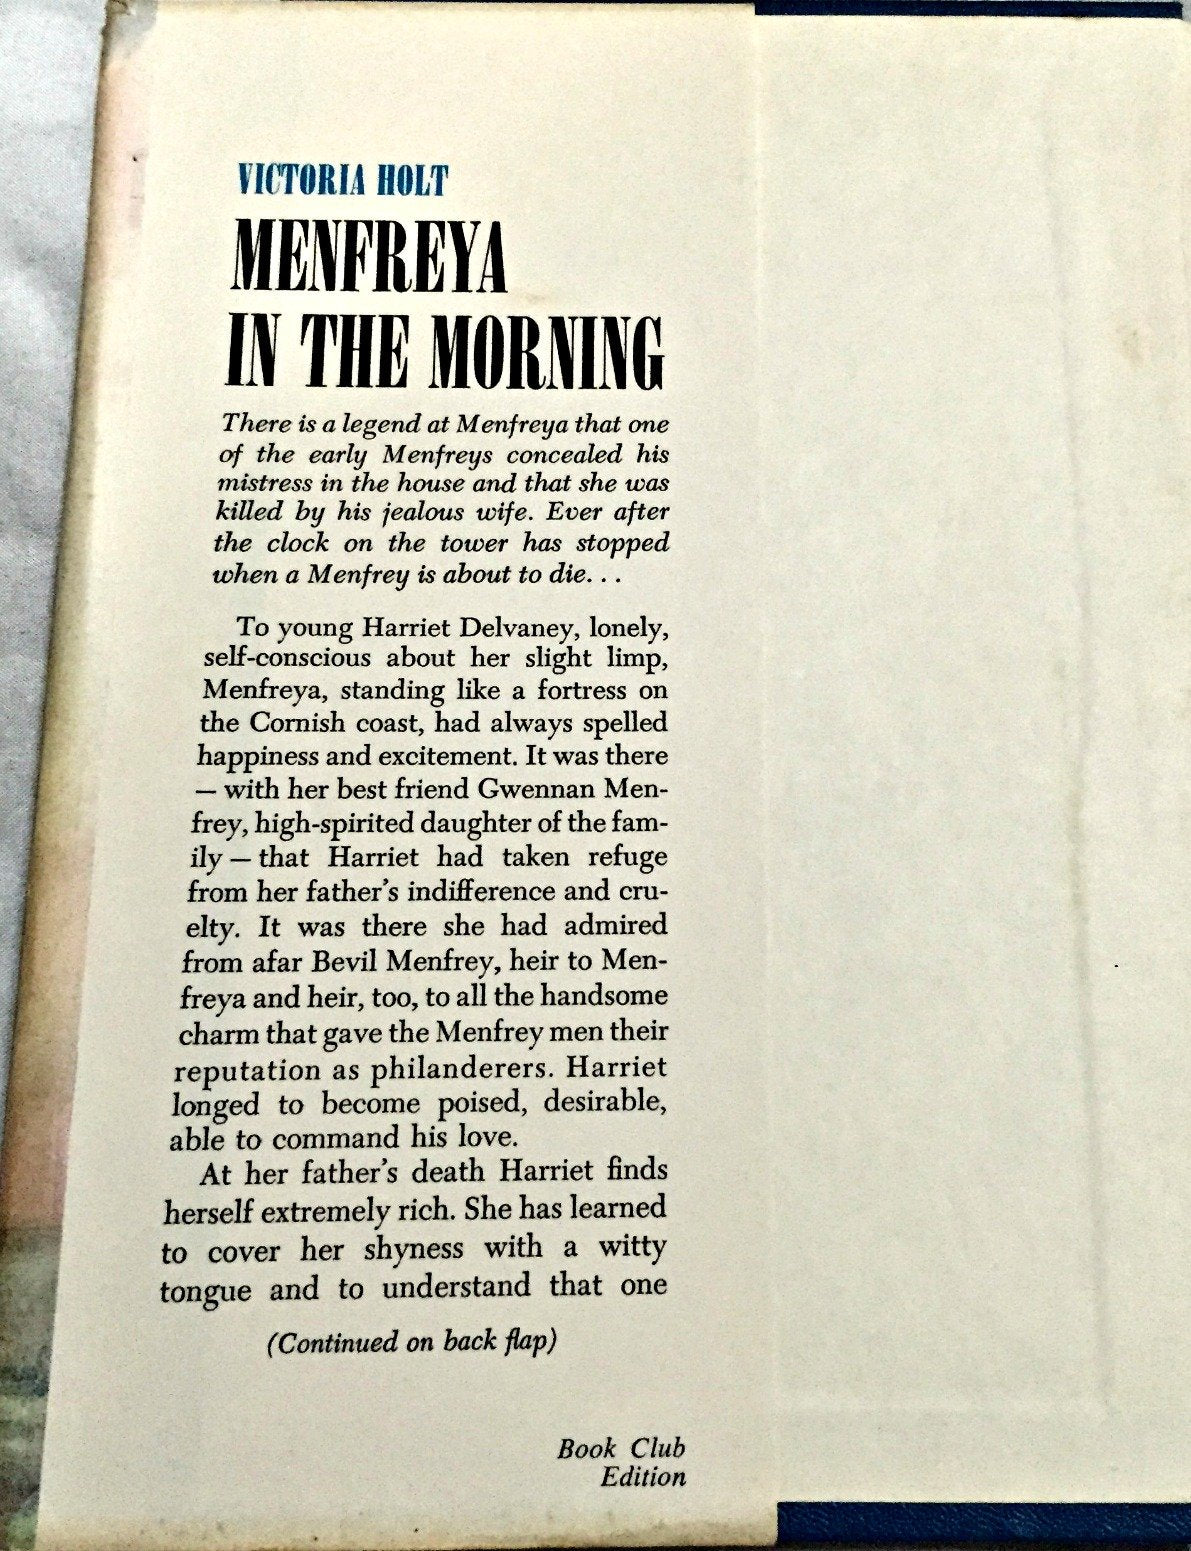 VICTORIA HOLT
MENFREYA
IN THE MORNING
There is a legend at Menfreya that one
of the early Menfreys concealed his
mistress in the house and that she was
killed by his jealous wife. Ever after
the clock on the tower has stopped
when a Menfrey is about to die. . .
To young Harriet Delvaney, lonely,
self-conscious about her slight limp,
Menfreya, standing like a fortress on
the Cornish coast, had always spelled
happiness and excitement. It was there
— with her best friend Gwennan Men-
frey, high-spirited daughter of the fam-
ily — that Harriet had taken refuge
from her father's indifference and cru-
elty. It was there she had admired
from afar Bevil Menfrey, heir to Men-
freya and heir, too, to all the handsome
charm that gave the Menfrey men their
reputation as philanderers. Harriet
longed to become poised, desirable,
able to command his love.
At her father's death Harriet finds
herself extremely rich. She has learned
to cover her shyness with a witty
tongue and to understand that one
(Continued on back flap)
Book Club
Edition